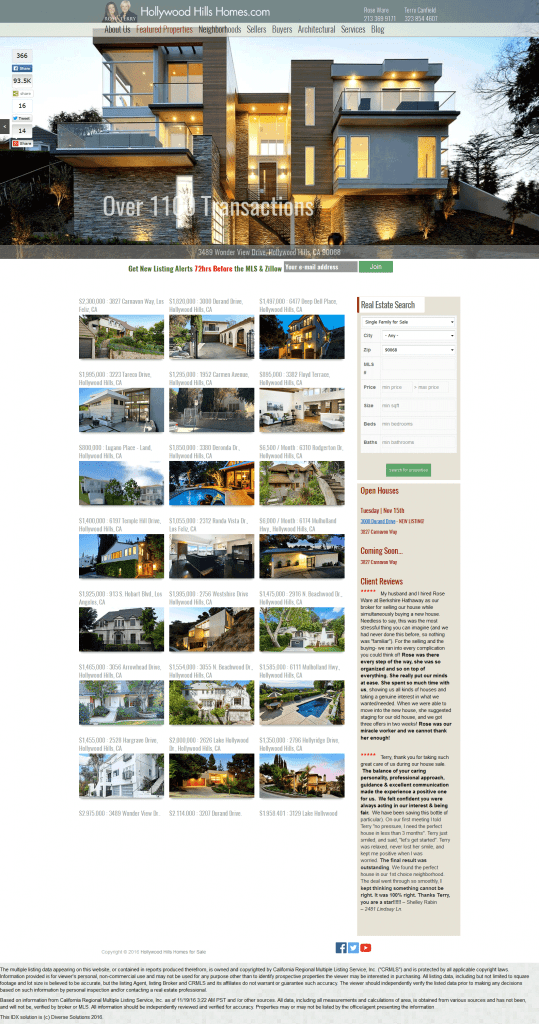 ROSE + TERRY
Hollywood Hills Homes.com
Rose Ware
213 389 9171
Terre Canfield
323 854 4607
About Us Featured Properties Neighborhoods Sellers Buyers Architectural Services Blog
366
Share
93.5K
share
16
Tweet
14
Share
Over 1100 Transactions
3489 Wonder View Drive, Hollywood Hills, CA 90068
Get New Listing Alerts 72hrs Before the MLS & Zillow
Your e-mail address
Join
$2,300,000 · 3827 Carnavon Way, Los
Feliz, CA
$1,020,000 · 3000 Durand Drive,
Hollywood Hills, CA
$1,497,000 · 6417 Deep Dell Place,
Hollywood Hills, CA
$1,995,000 · 3223 Tareco Drive,
Hollywood Hills, CA
$1,295,000 · 1952 Carmen Avenue,
Hollywood Hills, CA
$895,000 · 3382 Floyd Terrace,
Hollywood Hills, CA
$800,000 · Lugano Place - Land,
Hollywood Hills, CA
$1,850,000 · 3300 Deronda Dr.,
Hollywood Hills, CA
$6,500 / Month · 6310 Rodgerton Dr.
Hollywood Hills, CA
$1,400,000 · 6197 Temple Hill Drive,
Hollywood Hills, CA
$1,055,000 · 2312 Ronda Vista Dr.,
Los Feliz, CA
$6,000 / Month · 6174 Mulholland
Hwy., Hollywood Hills, CA
$1,925,000 · 913 S. Hobart Blvd., Los
Angeles, CA
$1,995,000 · 2756 Westshire Drive
Hollywood Hills, CA
$1,475,000 · 2916 N. Beachwood Dr.,
Hollywood Hills, CA
$1,465,000 · 3056 Arrowhead Drive,
Hollywood Hills, CA
$1,554,000 · 3055 N. Beachwood Dr.,
Hollywood Hills, CA
$1,585,000 · 6111 Mulholland Hwy.,
Hollywood Hills, CA
$1,455,000 · 2528 Hargrave Drive,
Hollywood Hills, CA
$2,000,000 · 2626 Lake Hollywood
Dr., Hollywood Hills, CA
$1,350,000 · 2796 Hollyridge Drive,
Hollywood Hills, CA
$2,975,000 · 3489 Wonder View Dr.
$2,114,000 · 3207 Durand Drive,
$1,958,401 · 3129 Lake Hollywood
Real Estate Search
Single Family for Sale
City - Any -
Zip 90068
MLS
#
Price min price - max price
Size min sqft
Beds min bedrooms
Baths min bathrooms
search for properties
Open Houses
Tuesday | Nov 15th
3000 Durand Drive - NEW LISTING!
3827 Carnavon Way
Coming Soon...
3827 Carnavon Way
Client Reviews
***** My husband and I hired Rose
Ware at Berkshire Hathaway as our
broker for selling our house while
simultaneously buying a new house.
Needless to say, this was the most
stressful thing you can imagine (and we
had never done this before, so nothing
was "familiar"). For the selling and the
buying- we ran into every complication
you could think of! Rose was there
every step of the way, she was so
organized and so on top of
everything. She really put our minds
at ease. She spent so much time with
us, showing us all kinds of houses and
taking a genuine interest in what we
wanted/needed. When we were able to
move into the new house, she suggested
staging for our old house, and we got
three offers in two weeks! Rose was our
miracle worker and we cannot thank
her enough!
***** Terry, thank you for taking such
great care of us during our house sale.
The balance of your caring
personality, professional approach,
guidance & excellent communication
made the experience a positive one
for us. We felt confident you were
always acting in our interest & being
fair. We have been saving this bottle of
particular). On our first meeting I told
Terry "no pressure, I need the perfect
house in less than 3 months". Terry just
smiled, and said, "let's get started". Terry
was relaxed, never lost her smile, and
kept me positive when I was
worried. The final result was
outstanding. We found the perfect
house in our 1st choice neighborhood.
The deal went through so smoothly, I
kept thinking something cannot be
right. It was 100% right. Thanks Terry,
you are a star!!!! – Shelley Rabin
– 2491 Lindsay Ln
Copyright © 2016 Hollywood Hills Homes for Sale
The multiple listing data appearing on this website, or contained in reports produced therefrom, is owned and copyrighted by California Regional Multiple Listing Service, Inc. ("CRMLS") and is protected by all applicable copyright laws.
Information provided is for viewer's personal, non-commercial use and may not be used for any purpose other than to identify prospective properties the viewer may be interested in purchasing. All listing data, including but not limited to square
footage and lot size is believed to be accurate, but the listing Agent, listing Broker and CRMLS and its affiliates do not warrant or guarantee such accuracy. The viewer should independently verify the listed data prior to making any decisions
based on such information by personal inspection and/or contacting a real estate professional.
Based on information from California Regional Multiple Listing Service, Inc. as of 11/19/16 3:22 AM PST and /or other sources. All data, including all measurements and calculations of area, is obtained from various sources and has not been,
and will not be, verified by broker or MLS. All information should be independently reviewed and verified for accuracy. Properties may or may not be listed by the office/agent presenting the information.
This IDX solution is (c) Diverse Solutions 2016.